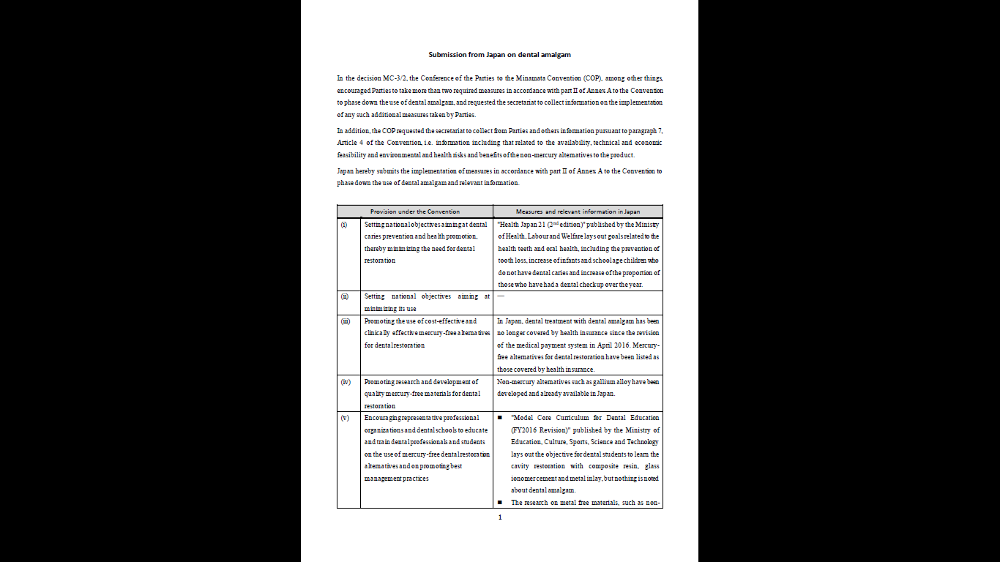 Submission from Japan on dental amalgam
In the decision MC-3/2, the Conference of the Parties to the Minamata Convention (COP), among other things,
encouraged Parties to take more than two required measures in accordance with part II of Annex A to the Convention
to phase down the use of dental amalgam, and requested the secretariat to collect information on the implementation
of any such additional measures taken by Parties.
In addition, the COP requested the secretariat to collect from Parties and others information pursuant to paragraph 7,
Article 4 of the Convention, i.e. information including that related to the availability, technical and economic
feasibility and environmental and health risks and benefits of the non-mercury alternatives to the product.
Japan hereby submits the implementation of measures in accordance with part II of Annex A to the Convention to
phase down the use of dental amalgam and relevant information.
Provision under the Convention
Measures and relevant information in Japan
(i)
Setting national objectives aiming at dental
caries prevention and health promotion,
thereby minimizing the need for dental
restoration
"Health Japan 21 (2nd edition)" published by the Ministry
of Health, Labour and Welfare lays out goals related to the
health teeth and oral health, including the prevention of
tooth loss, increase of infants and school age children who
do not have dental caries and increase of the proportion of
those who have had a dental checkup over the year.
(ii)
Setting national objectives aiming at
minimizing its use
—
(iii)
Promoting the use of cost-effective and
clinically effective mercury-free alternatives
for dental restoration
In Japan, dental treatment with dental amalgam has been
no longer covered by health insurance since the revision
of the medical payment system in April 2016. Mercury-
free alternatives for dental restoration have been listed as
those covered by health insurance.
(iv)
Promoting research and development of
quality mercury-free materials for dental
restoration
Non-mercury alternatives such as gallium alloy have been
developed and already available in Japan.
(v)
Encouraging representative professional
organizations and dental schools to educate
and train dental professionals and students
on the use of mercury-free dental restoration
alternatives and on promoting best
management practices
■ "Model Core Curriculum for Dental Education
(FY2016 Revision)" published by the Ministry of
Education, Culture, Sports, Science and Technology
lays out the objective for dental students to learn the
cavity restoration with composite resin, glass
ionomer cement and metal inlay, but nothing is noted
about dental amalgam.
■ The research on metal free materials, such as non-
1